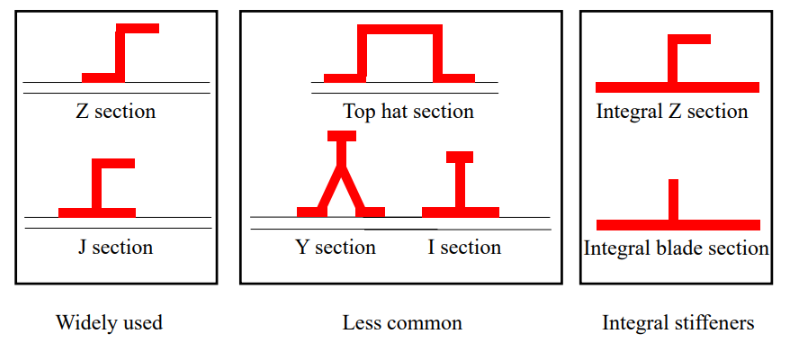 Z section
J section
Widely used
Top hat section
Y section
I section
Less common
Integral Z section
Integral blade section
Integral stiffeners